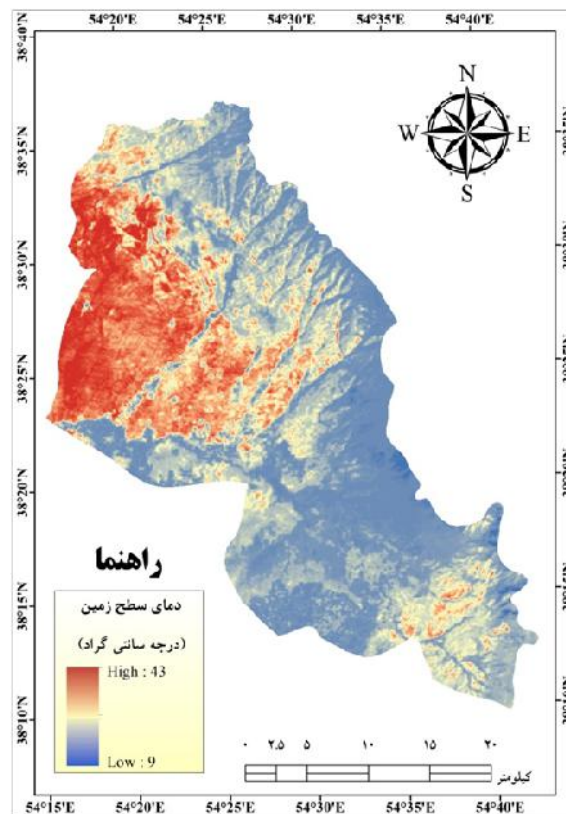 54°20'E 54°25'E 54°30'E 54°35'E 54°40'E
38°40'N
N
W E
S
38°35'N
38°30'N
38°25'N
38°20'N
38°15'N
38°10'N
راهنما
دمای سطح زمین
(درجه سانتی گراد)
High : 43
Low : 9
۰ ۲.۵ ۵ ۱۰ ۱۵ ۲۰
کیلومتر
54°15'E 54°20'E 54°25'E 54°30'E 54°35'E 54°40'E